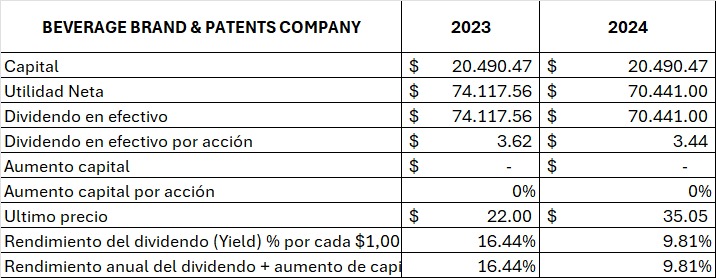 BEVERAGE BRAND & PATENTS COMPANY 2023 2024
Capital $ 20.490.47 $ 20.490.47
Utilidad Neta $ 74.117.56 $ 70.441.00
Dividendo en efectivo $ 74.117.56 $ 70.441.00
Dividendo en efectivo por acción $ 3.62 $ 3.44
Aumento capital $ - $ -
Aumento capital por acción 0% 0%
Ultimo precio $ 22.00 $ 35.05
Rendimiento del dividendo (Yield) % por cada $1,00 16.44% 9.81%
Rendimiento anual del dividendo + aumento de capi 16.44% 9.81%